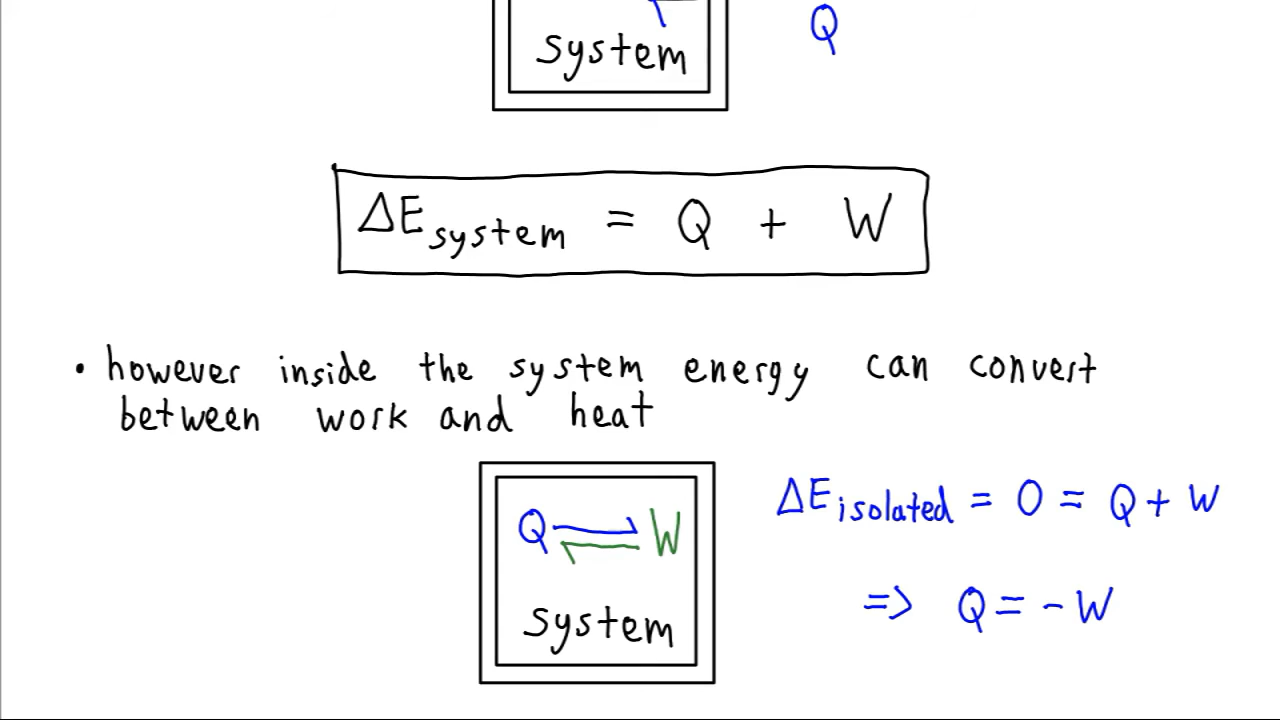 system Q
ΔE system = Q + W
• however inside the system energy can convert
between work and heat
Q ⇌ W
system
ΔE isolated = 0 = Q + W
=> Q = - W